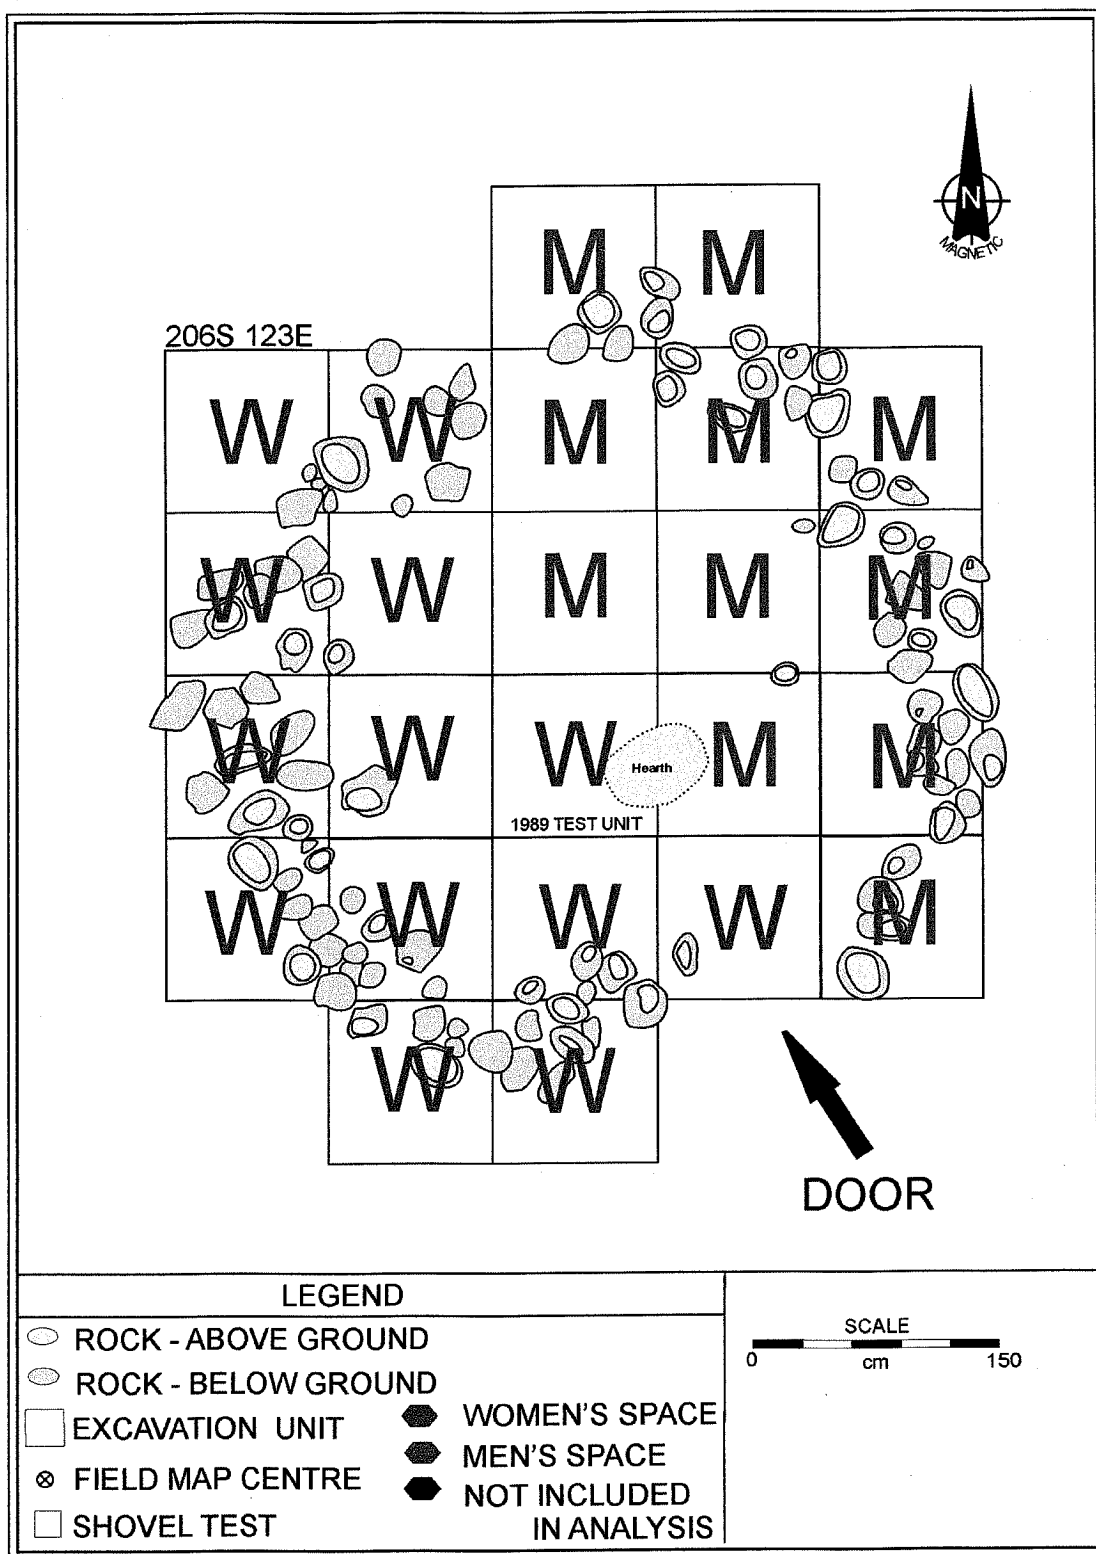 N
MAGNETIC
M M
206S 123E
W W M M M
W W M M M
W W W M M
Hearth
1989 TEST UNIT
W W W W M
W W
DOOR
LEGEND
ROCK - ABOVE GROUND
ROCK - BELOW GROUND
EXCAVATION UNIT
FIELD MAP CENTRE
SHOVEL TEST
WOMEN'S SPACE
MEN'S SPACE
NOT INCLUDED
IN ANALYSIS
SCALE
0 cm 150